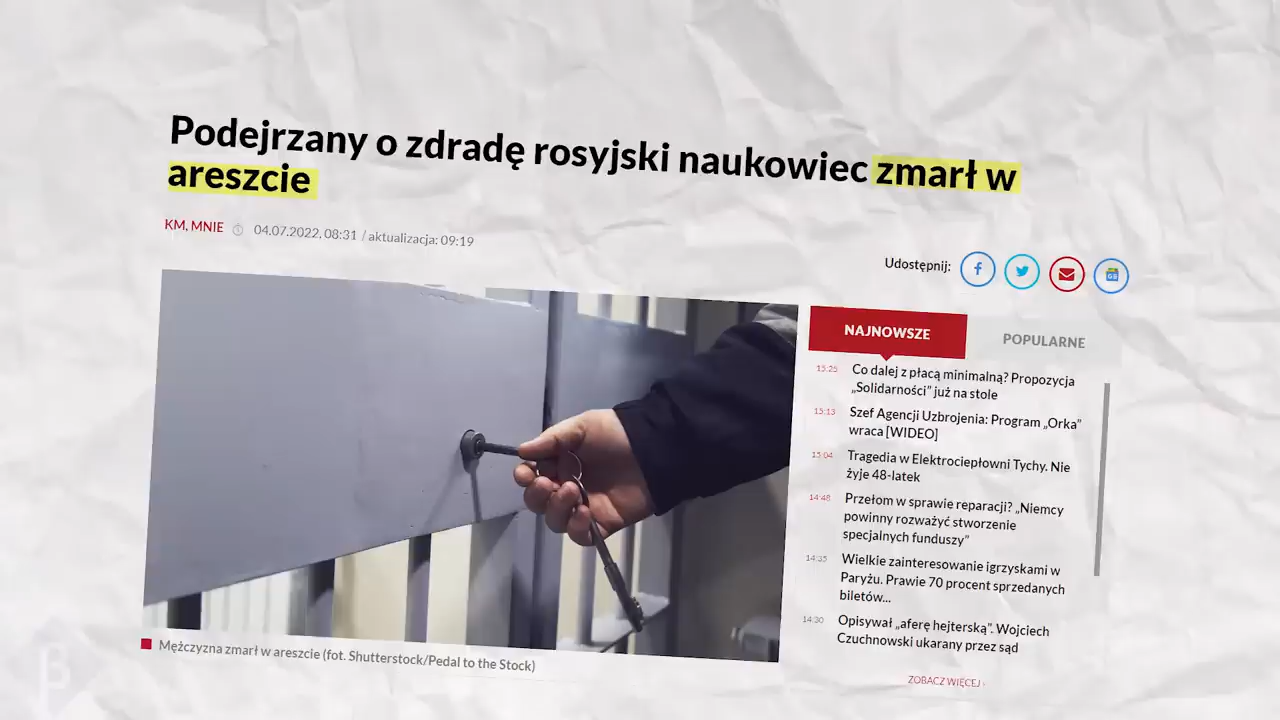 Podejrzany o zdradę rosyjski naukowiec zmarł w
areszcie
KM, MNIE 04.07.2022, 08:31 / aktualizacja: 09:19
Udostępnij:
NAJNOWSZE
POPULARNE
15:25 Co dalej z płacą minimalną? Propozycja
„Solidarności” już na stole
15:13 Szef Agencji Uzbrojenia: Program „Orka”
wraca [WIDEO]
15:04 Tragedia w Elektrociepłowni Tychy. Nie
żyje 48-latek
14:48 Przełom w sprawie reparacji? „Niemcy
powinny rozważyć stworzenie
specjalnych funduszy”
14:35 Wielkie zainteresowanie igrzyskami w
Paryżu. Prawie 70 procent sprzedanych
biletów...
14:30 Opisywał „aferę hejterską”. Wojciech
Czuchnowski ukarany przez sąd
ZOBACZ WIĘCEJ ›
Mężczyzna zmarł w areszcie (fot. Shutterstock/Pedal to the Stock)
β